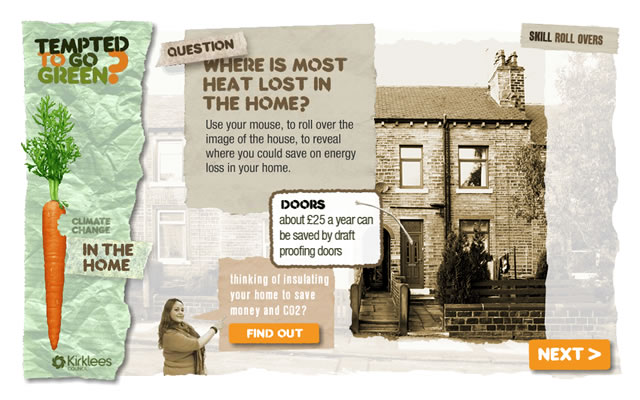 TEMPTED
TO GO
GREEN?
CLIMATE
CHANGE
IN THE
HOME
Kirklees
COUNCIL
QUESTION
WHERE IS MOST
HEAT LOST IN
THE HOME?
Use your mouse, to roll over the
image of the house, to reveal
where you could save on energy
loss in your home.
DOORS
about £25 a year can
be saved by draft
proofing doors
thinking of insulating
your home to save
money and CO2?
FIND OUT
SKILL ROLL OVERS
NEXT >